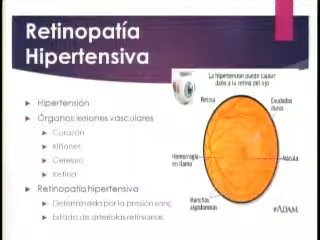 Retinopatía
Hipertensiva
Hipertensión
Órganos lesiones vasculares
Corazón
Riñones
Cerebro
Retina
Retinopatía hipertensiva
Determinada por la presión sang
Estado de arteriolas retinianas
La hipertensión puede causar
daño a la retina del ojo
Retina
Exudados
duros
Hemorragia
en llama
Mácula
Manchas
algodonosas
ADAM